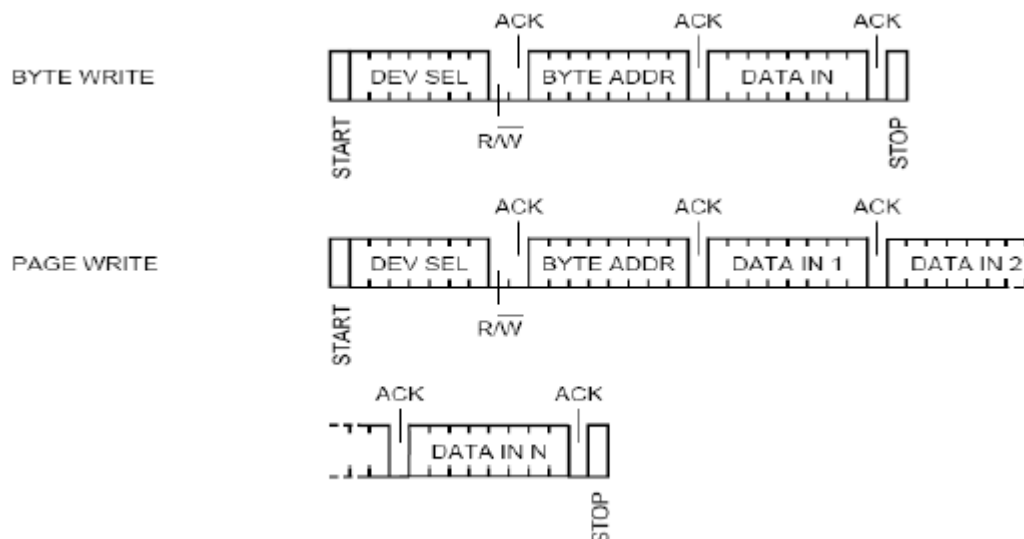 ACK ACK ACK
BYTE WRITE DEV SEL BYTE ADDR DATA IN
START R/W STOP
ACK ACK ACK
PAGE WRITE DEV SEL BYTE ADDR DATA IN 1 DATA IN 2
START R/W
ACK ACK
DATA IN N
STOP